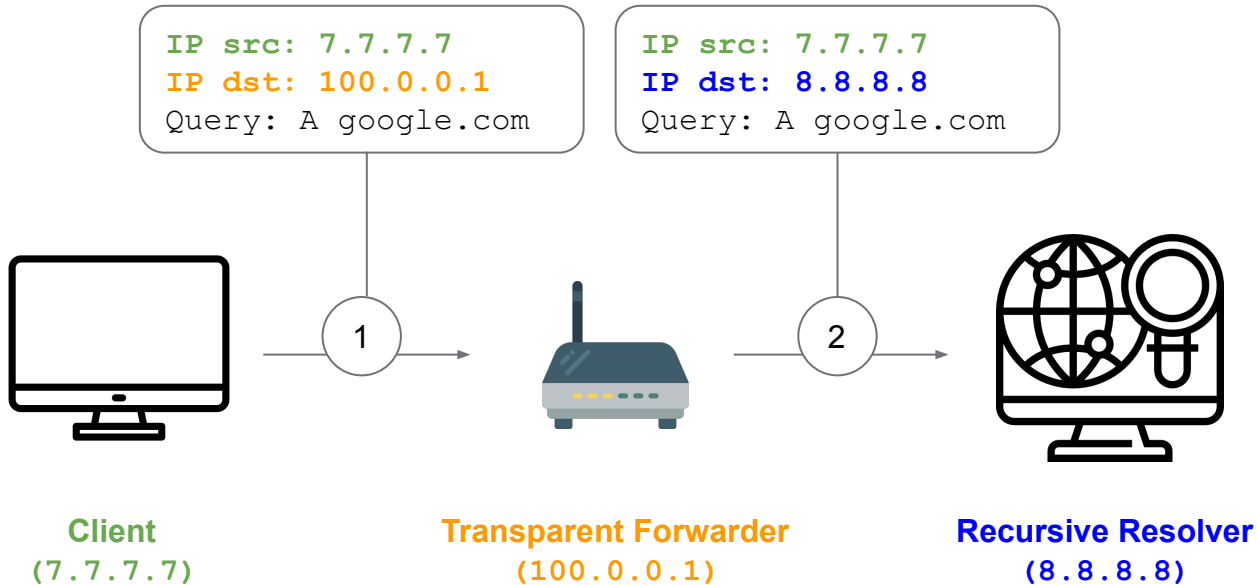 IP src: 7.7.7.7
IP dst: 100.0.0.1
Query: A google.com
IP src: 7.7.7.7
IP dst: 8.8.8.8
Query: A google.com
1
2
Client
(7.7.7.7)
Transparent Forwarder
(100.0.0.1)
Recursive Resolver
(8.8.8.8)